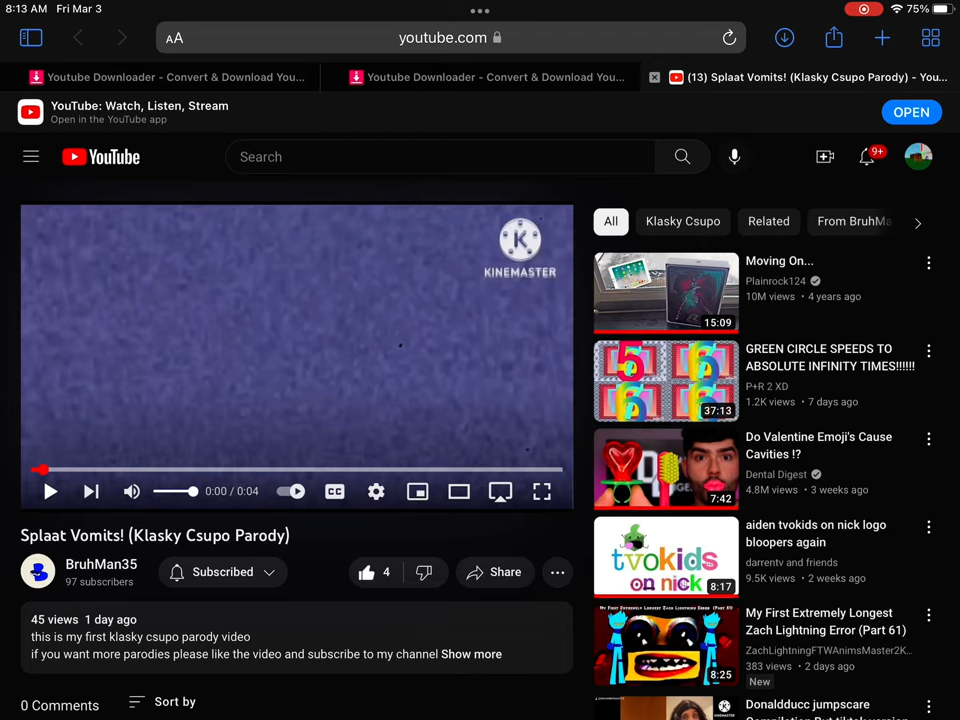 8:13 AM Fri Mar 3
75%
AA
youtube.com
Youtube Downloader - Convert & Download You...
Youtube Downloader - Convert & Download You...
(13) Splaat Vomits! (Klasky Csupo Parody) - You...
YouTube: Watch, Listen, Stream
Open in the YouTube app
OPEN
YouTube
Search
9+
K
KINEMASTER
0:00 / 0:04
CC
Splaat Vomits! (Klasky Csupo Parody)
BruhMan35
97 subscribers
Subscribed
4
Share
45 views 1 day ago
this is my first klasky csupo parody video
if you want more parodies please like the video and subscribe to my channel Show more
0 Comments
Sort by
All
Klasky Csupo
Related
From BruhMa
Moving On...
Plainrock124
10M views • 4 years ago
15:09
GREEN CIRCLE SPEEDS TO
ABSOLUTE INFINITY TIMES!!!!!!
P+R 2 XD
1.2K views • 7 days ago
37:13
Do Valentine Emoji's Cause
Cavities !?
Dental Digest
4.8M views • 3 weeks ago
7:42
aiden tvokids on nick logo
bloopers again
darrentv and friends
9.5K views • 2 weeks ago
tvokids
on nick
8:17
My First Extremely Longest
Zach Lightning Error (Part 61)
ZachLightningFTWAnimsMaster2K...
383 views • 2 days ago
New
8:25
Donaldducc jumpscare